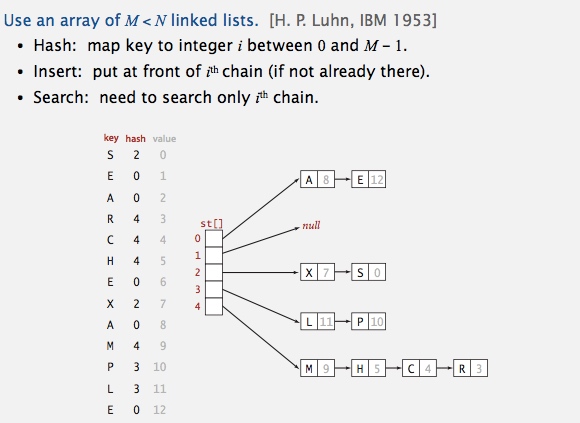 Use an array of M < N linked lists. [H. P. Luhn, IBM 1953]
• Hash: map key to integer i between 0 and M – 1.
• Insert: put at front of ith chain (if not already there).
• Search: need to search only ith chain.
key hash value
S 2 0
E 0 1
A 0 2
R 4 3
C 4 4
H 4 5
E 0 6
X 2 7
A 0 8
M 4 9
P 3 10
L 3 11
E 0 12
st[]
0
1
2
3
4
A 8 E 12
null
X 7 S 0
L 11 P 10
M 9 H 5 C 4 R 3